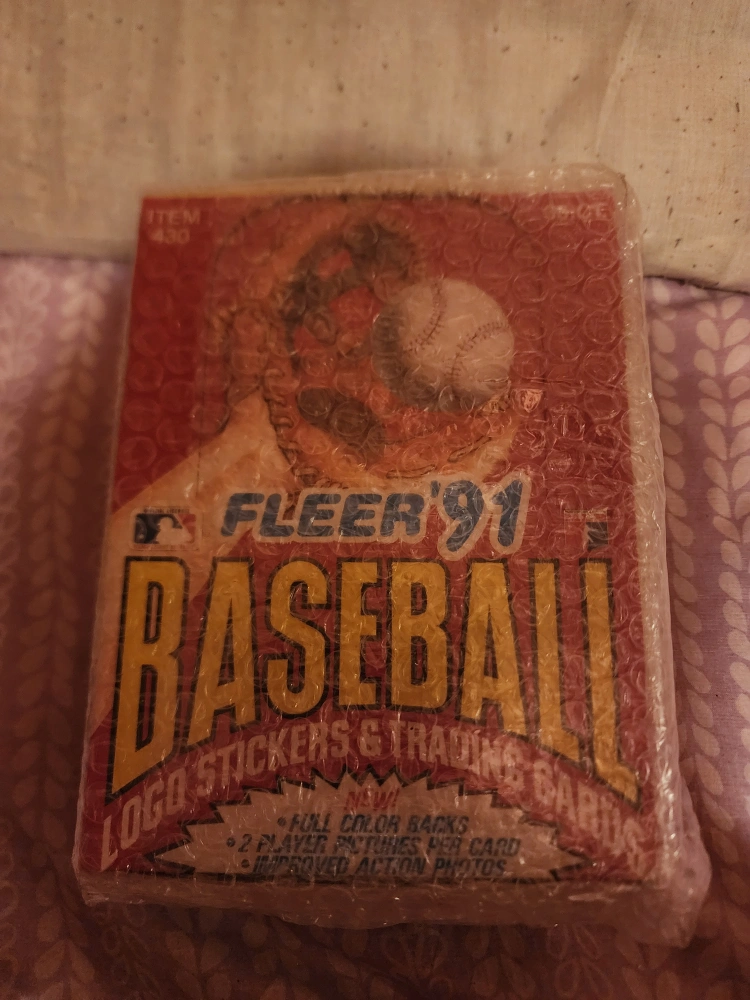 ITEM
430
FLEER'91
BASEBALL
LOGO STICKERS & TRADING CARDS
NEW!
• FULL COLOR BACKS
• 2 PLAYER PICTURES PER CARD
• IMPROVED ACTION PHOTOS